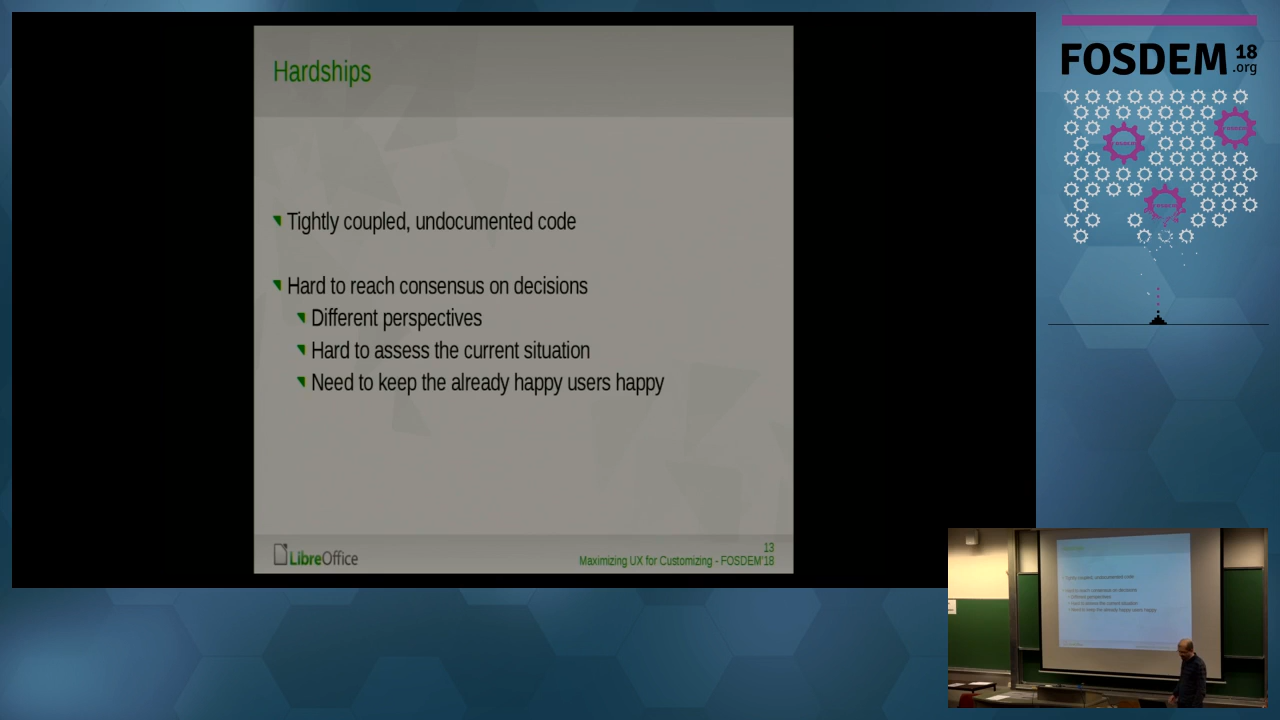 Hardships
Tightly coupled, undocumented code
Hard to reach consensus on decisions
Different perspectives
Hard to assess the current situation
Need to keep the already happy users happy
LibreOffice
13
Maximizing UX for Customizing - FOSDEM'18
FOSDEM 18
.org